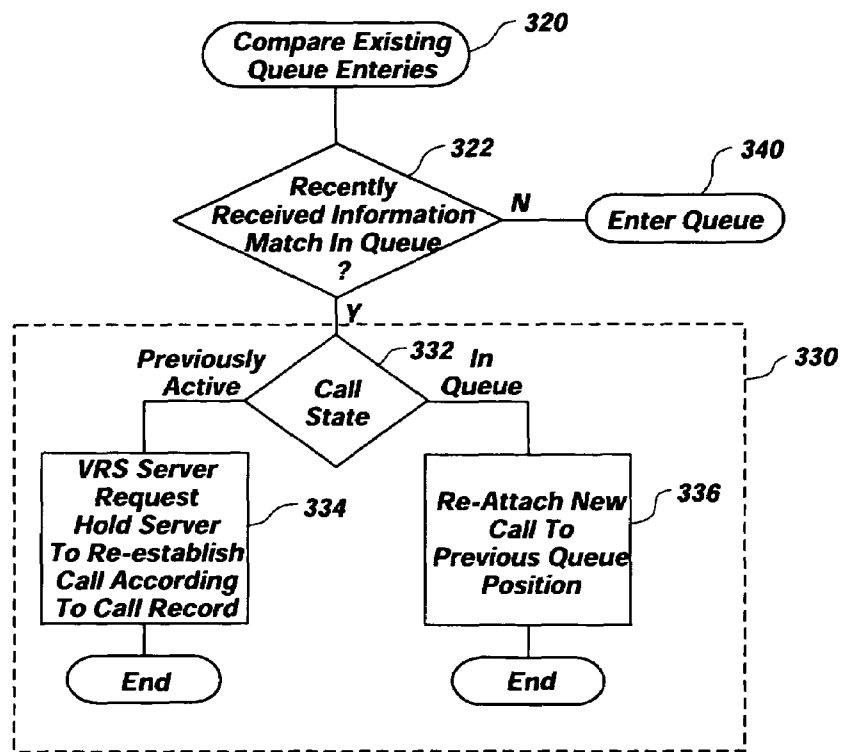 320
Compare Existing
Queue Enteries
322
340
Recently
Received Information
Match In Queue
?
N
Enter Queue
Y
332
330
Previously
Active
In
Queue
Call
State
VRS Server
Request
Hold Server
To Re-establish
Call According
To Call Record
334
Re-Attach New
Call To
Previous Queue
Position
336
End
End